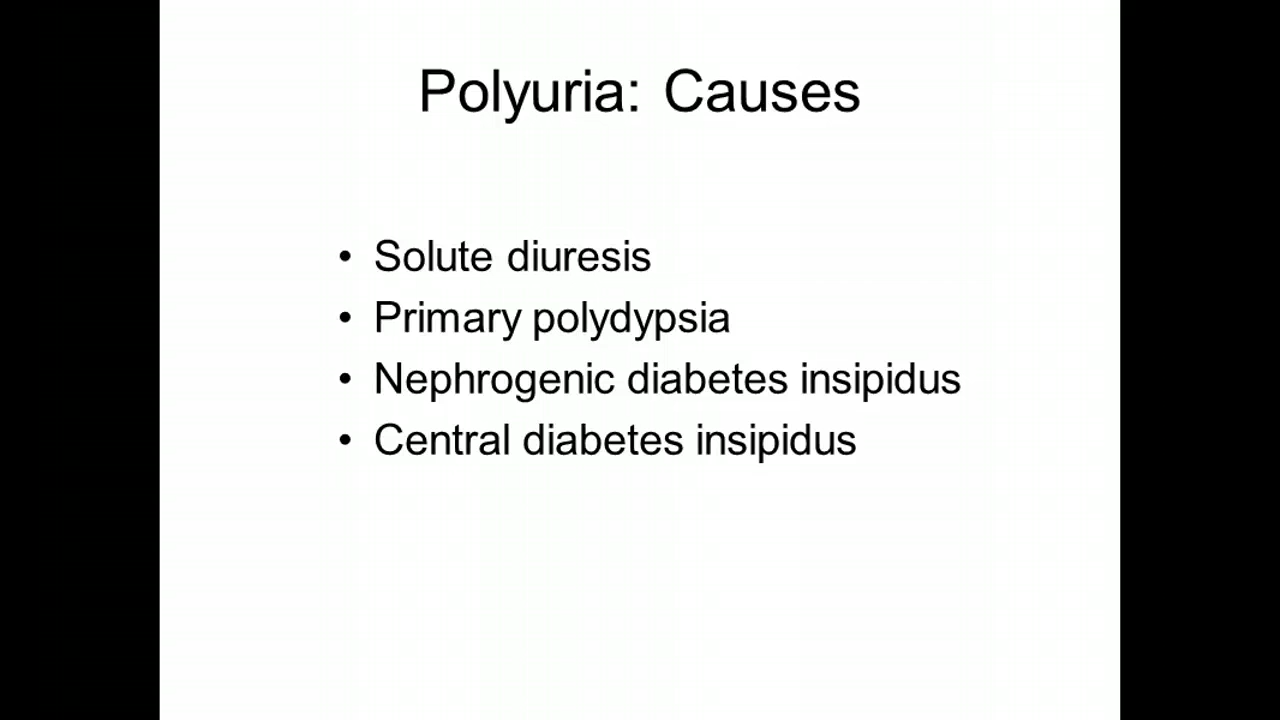 Polyuria: Causes
• Solute diuresis
• Primary polydypsia
• Nephrogenic diabetes insipidus
• Central diabetes insipidus